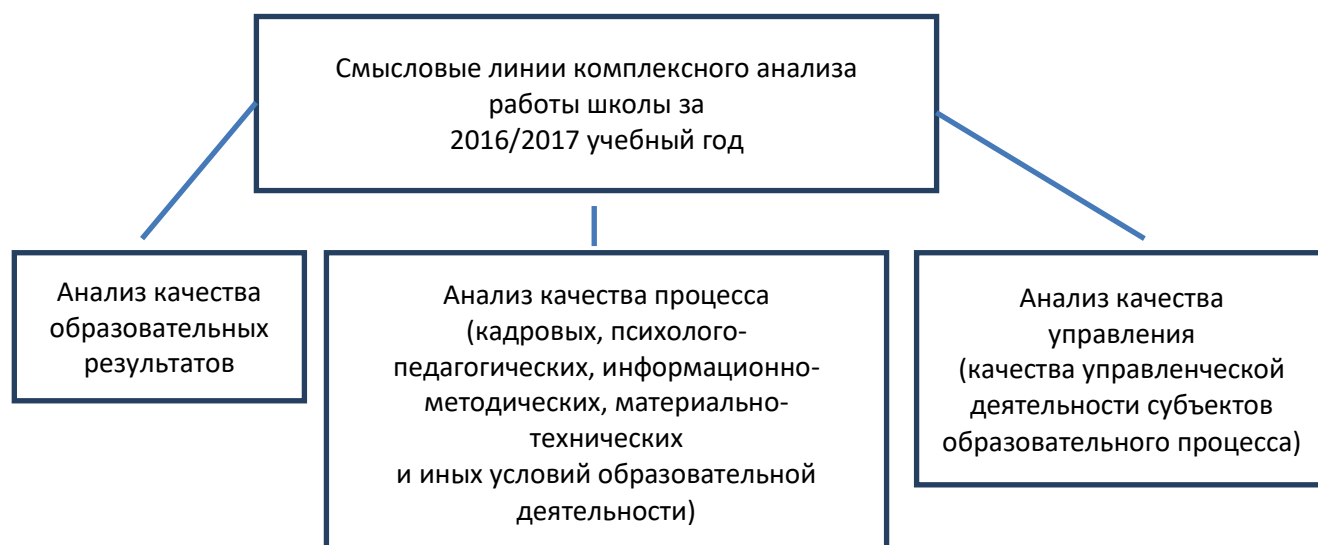 Смысловые линии комплексного анализа
работы школы за
2016/2017 учебный год
Анализ качества
образовательных
результатов
Анализ качества процесса
(кадровых, психолого-
педагогических, информационно-
методических, материально-
технических
и иных условий образовательной
деятельности)
Анализ качества
управления
(качества управленческой
деятельности субъектов
образовательного процесса)